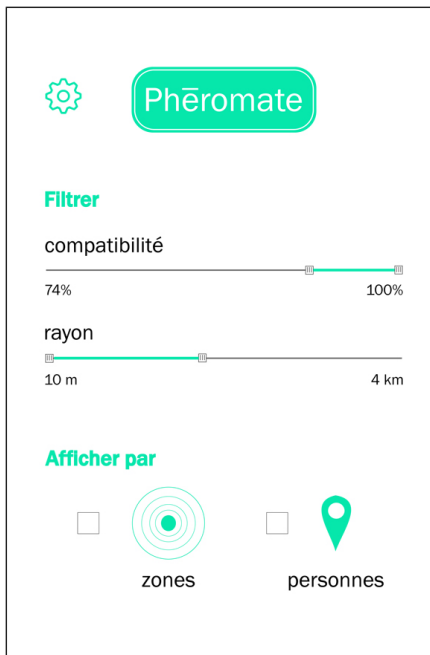 Phēromate
Filtrer
compatibilité
74% 100%
rayon
10 m 4 km
Afficher par
zones personnes